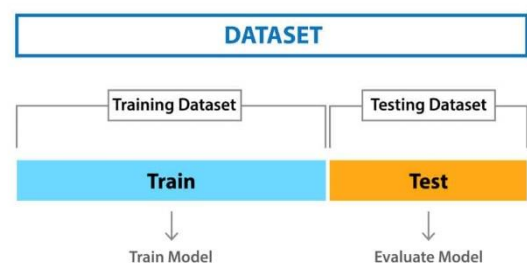 DATASET
Training Dataset
Testing Dataset
Train
Test
Train Model
Evaluate Model